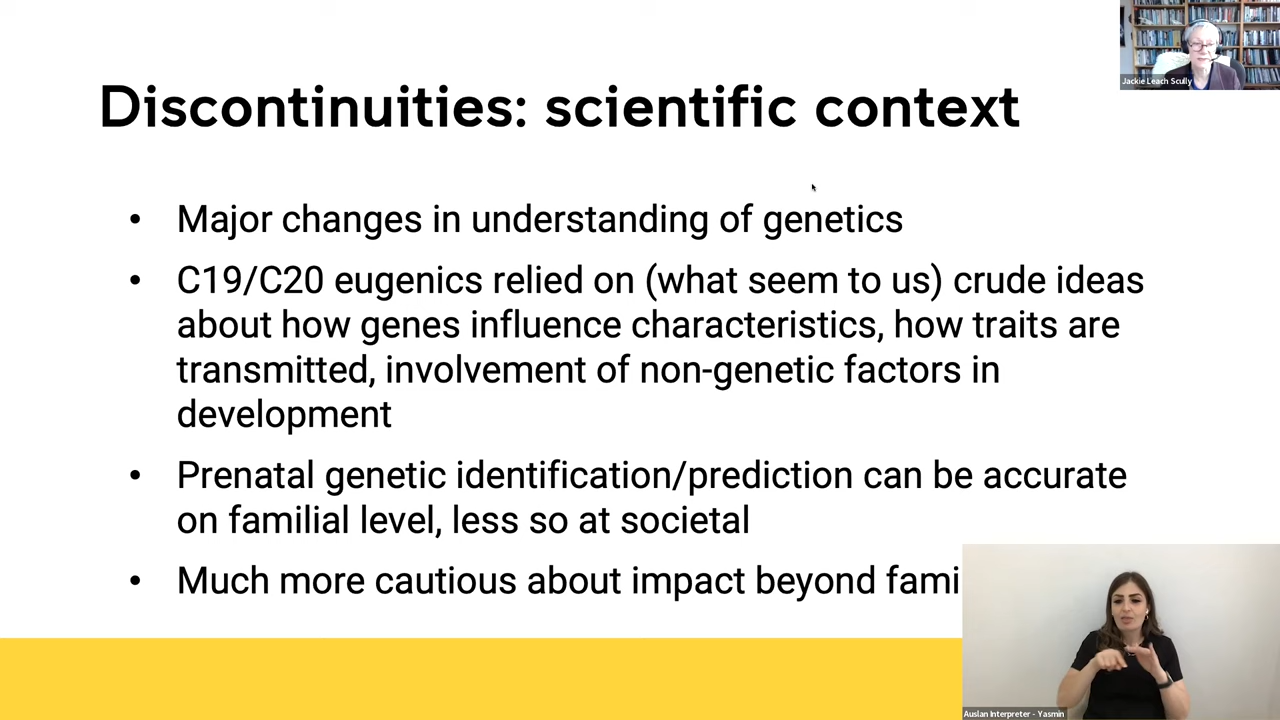 Jackie Leach Scully
Discontinuities: scientific context
• Major changes in understanding of genetics
• C19/C20 eugenics relied on (what seem to us) crude ideas
about how genes influence characteristics, how traits are
transmitted, involvement of non-genetic factors in
development
• Prenatal genetic identification/prediction can be accurate
on familial level, less so at societal
• Much more cautious about impact beyond fami
Auslan Interpreter - Yasmin